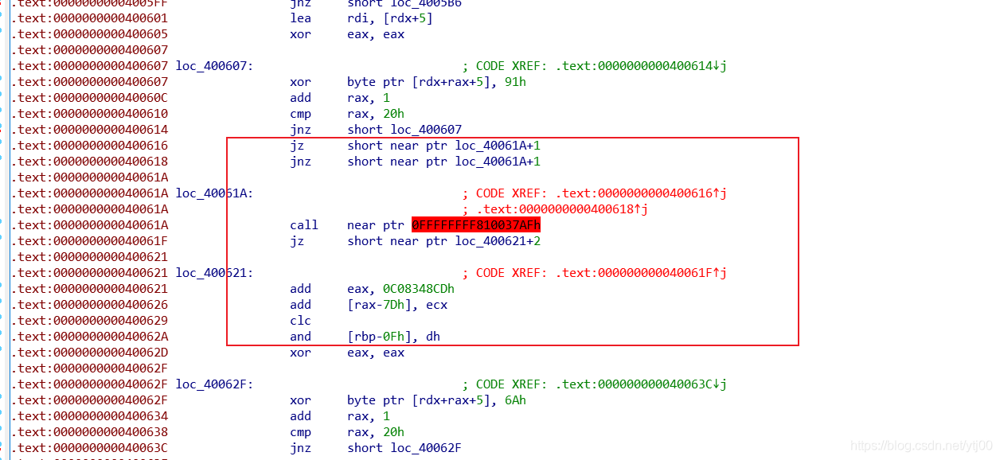 .text:00000000004005FF jnz short loc_4005B6
.text:0000000000400601 lea rdi, [rdx+5]
.text:0000000000400605 xor eax, eax
.text:0000000000400607
.text:0000000000400607 loc_400607: ; CODE XREF: .text:0000000000400614↓j
.text:0000000000400607 xor byte ptr [rdx+rax+5], 91h
.text:000000000040060C add rax, 1
.text:0000000000400610 cmp rax, 20h
.text:0000000000400614 jnz short loc_400607
.text:0000000000400616 jz short near ptr loc_40061A+1
.text:0000000000400618 jnz short near ptr loc_40061A+1
.text:000000000040061A
.text:000000000040061A loc_40061A: ; CODE XREF: .text:0000000000400616↑j
.text:000000000040061A ; .text:0000000000400618↑j
.text:000000000040061A call near ptr 0FFFFFFFF810037AFh
.text:000000000040061F jz short near ptr loc_400621+2
.text:0000000000400621
.text:0000000000400621 loc_400621: ; CODE XREF: .text:000000000040061F↑j
.text:0000000000400621 add eax, 0C08348CDh
.text:0000000000400626 add [rax-7Dh], ecx
.text:0000000000400629 clc
.text:000000000040062A and [rbp-0Fh], dh
.text:000000000040062D xor eax, eax
.text:000000000040062F
.text:000000000040062F loc_40062F: ; CODE XREF: .text:000000000040063C↓j
.text:000000000040062F xor byte ptr [rdx+rax+5], 6Ah
.text:0000000000400634 add rax, 1
.text:0000000000400638 cmp rax, 20h
.text:000000000040063C jnz short loc_40062F
https://blog.csdn.net/ytj00